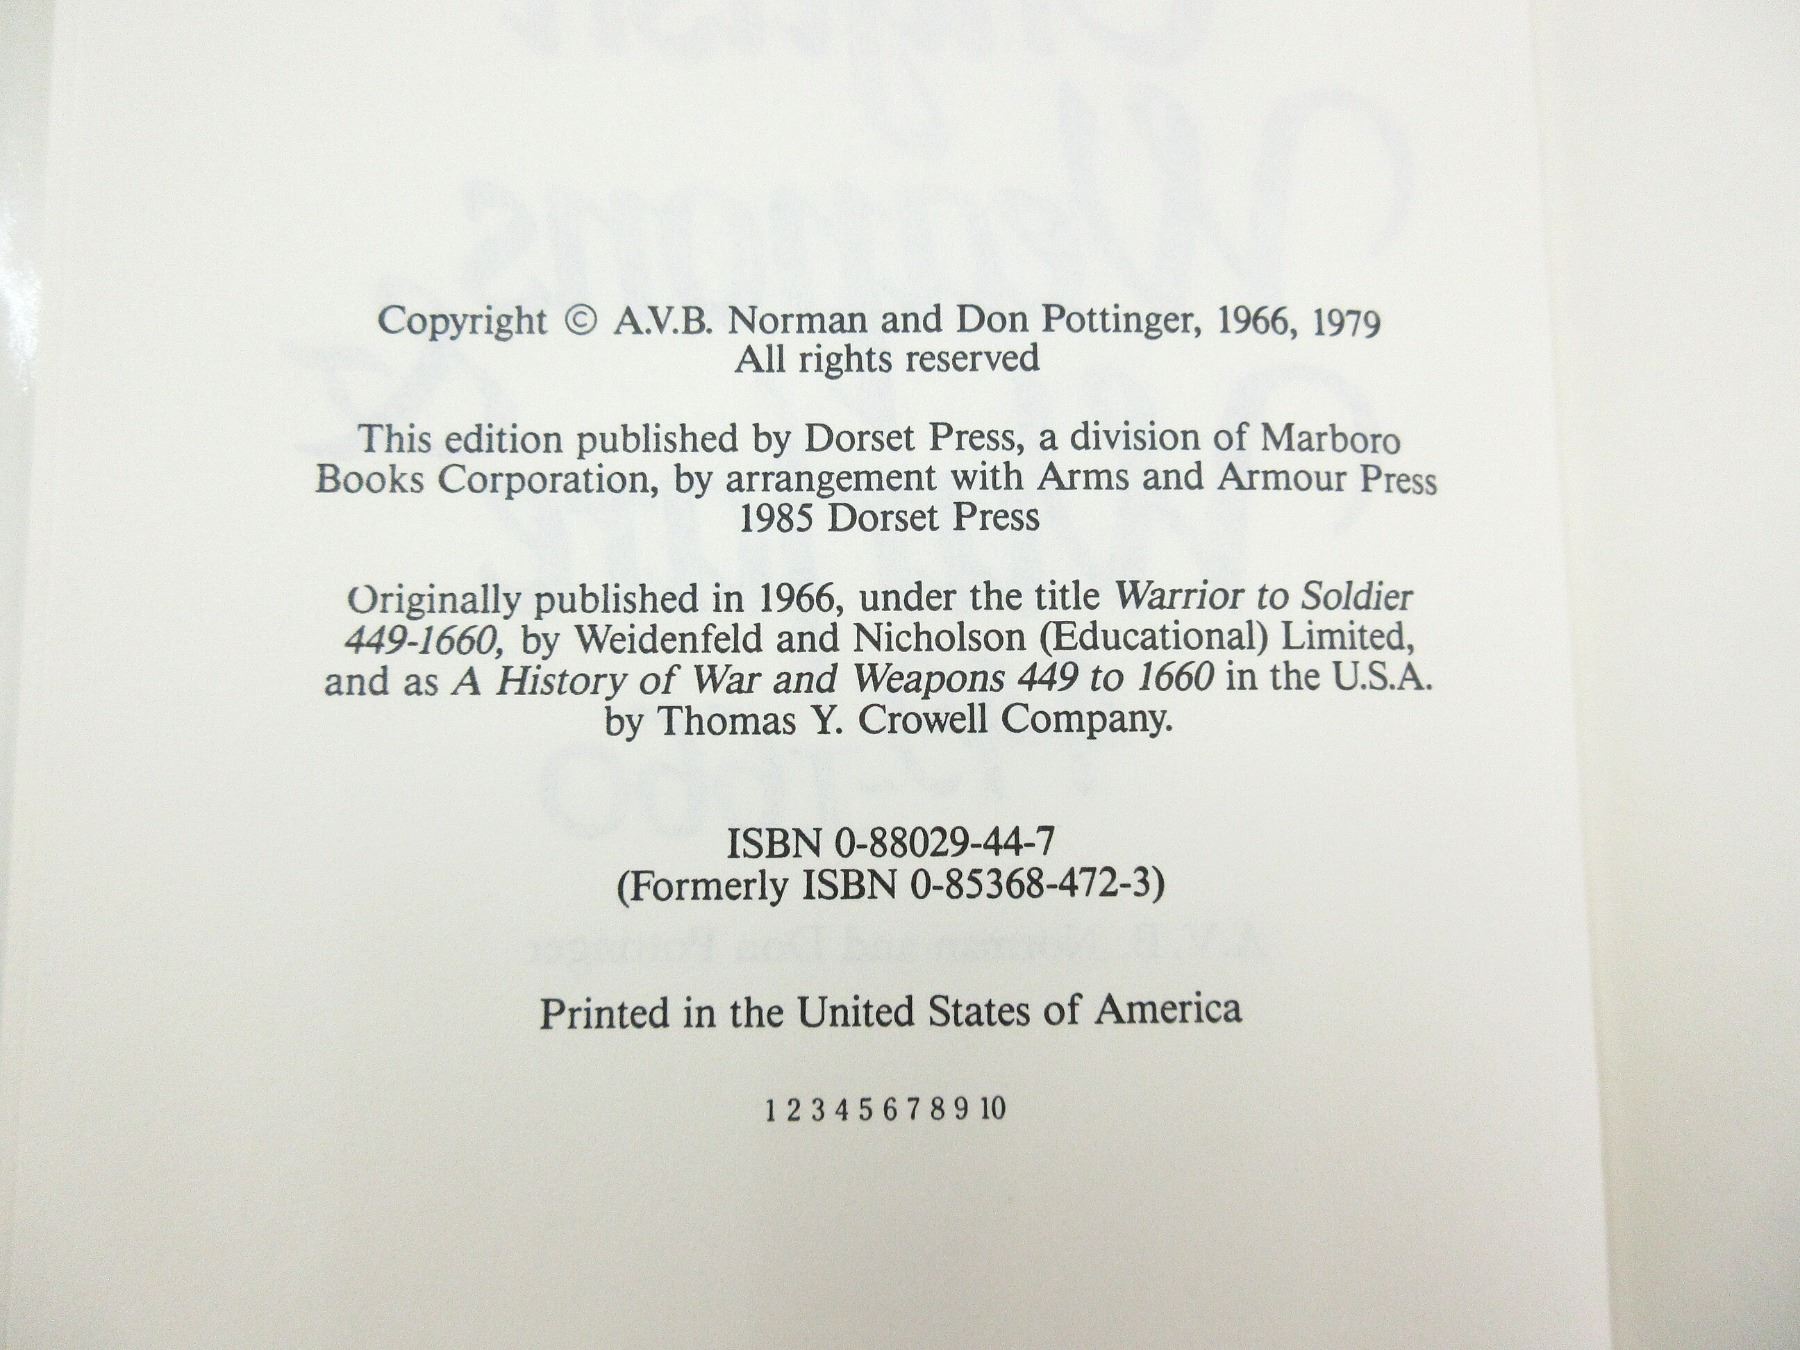 Copyright © A.V.B. Norman and Don Pottinger, 1966, 1979
All rights reserved
This edition published by Dorset Press, a division of Marboro
Books Corporation, by arrangement with Arms and Armour Press
1985 Dorset Press
Originally published in 1966, under the title Warrior to Soldier
449-1660, by Weidenfeld and Nicholson (Educational) Limited,
and as A History of War and Weapons 449 to 1660 in the U.S.A.
by Thomas Y. Crowell Company.
ISBN 0-88029-44-7
(Formerly ISBN 0-85368-472-3)
Printed in the United States of America
1 2 3 4 5 6 7 8 9 10